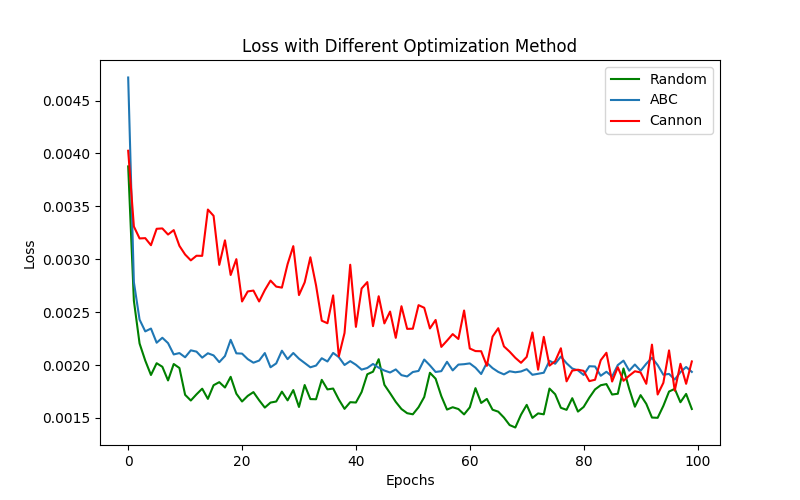 Loss with Different Optimization Method
Random
ABC
Cannon
0.0045
0.0040
0.0035
0.0030
0.0025
0.0020
0.0015
Loss
0 20 40 60 80 100
Epochs